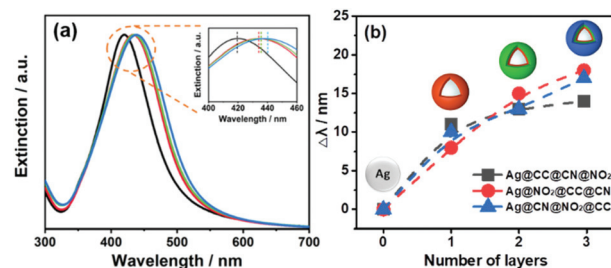 (a)
Extinction / a.u.
Extinction / a.u.
400 420 440 460
Wavelength / nm
300 400 500 600 700
Wavelength / nm
(b)
△λ / nm
25
20
15
10
5
0
Ag
Ag@CC@CN@NO₂
Ag@NO₂@CC@CN
Ag@CN@NO₂@CC
0 1 2 3
Number of layers